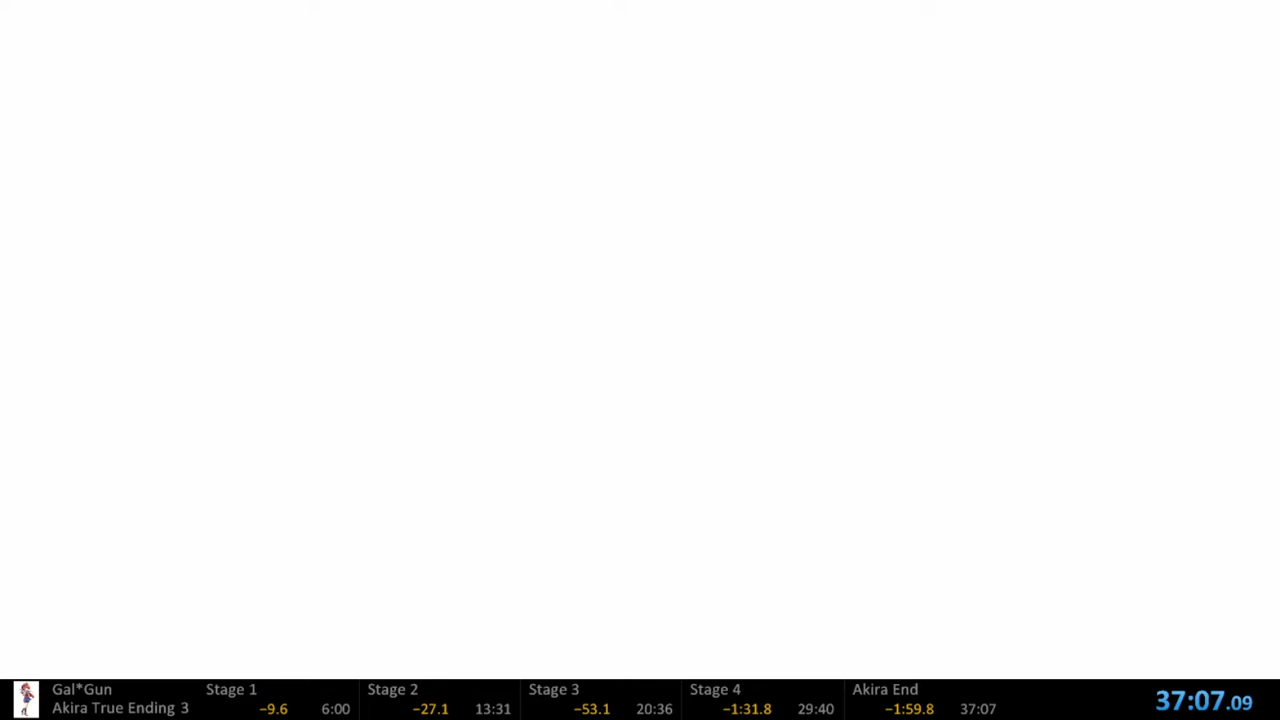 Gal*Gun
Akira True Ending 3
Stage 1
−9.6 6:00
Stage 2
−27.1 13:31
Stage 3
−53.1 20:36
Stage 4
−1:31.8 29:40
Akira End
−1:59.8 37:07
37:07.09